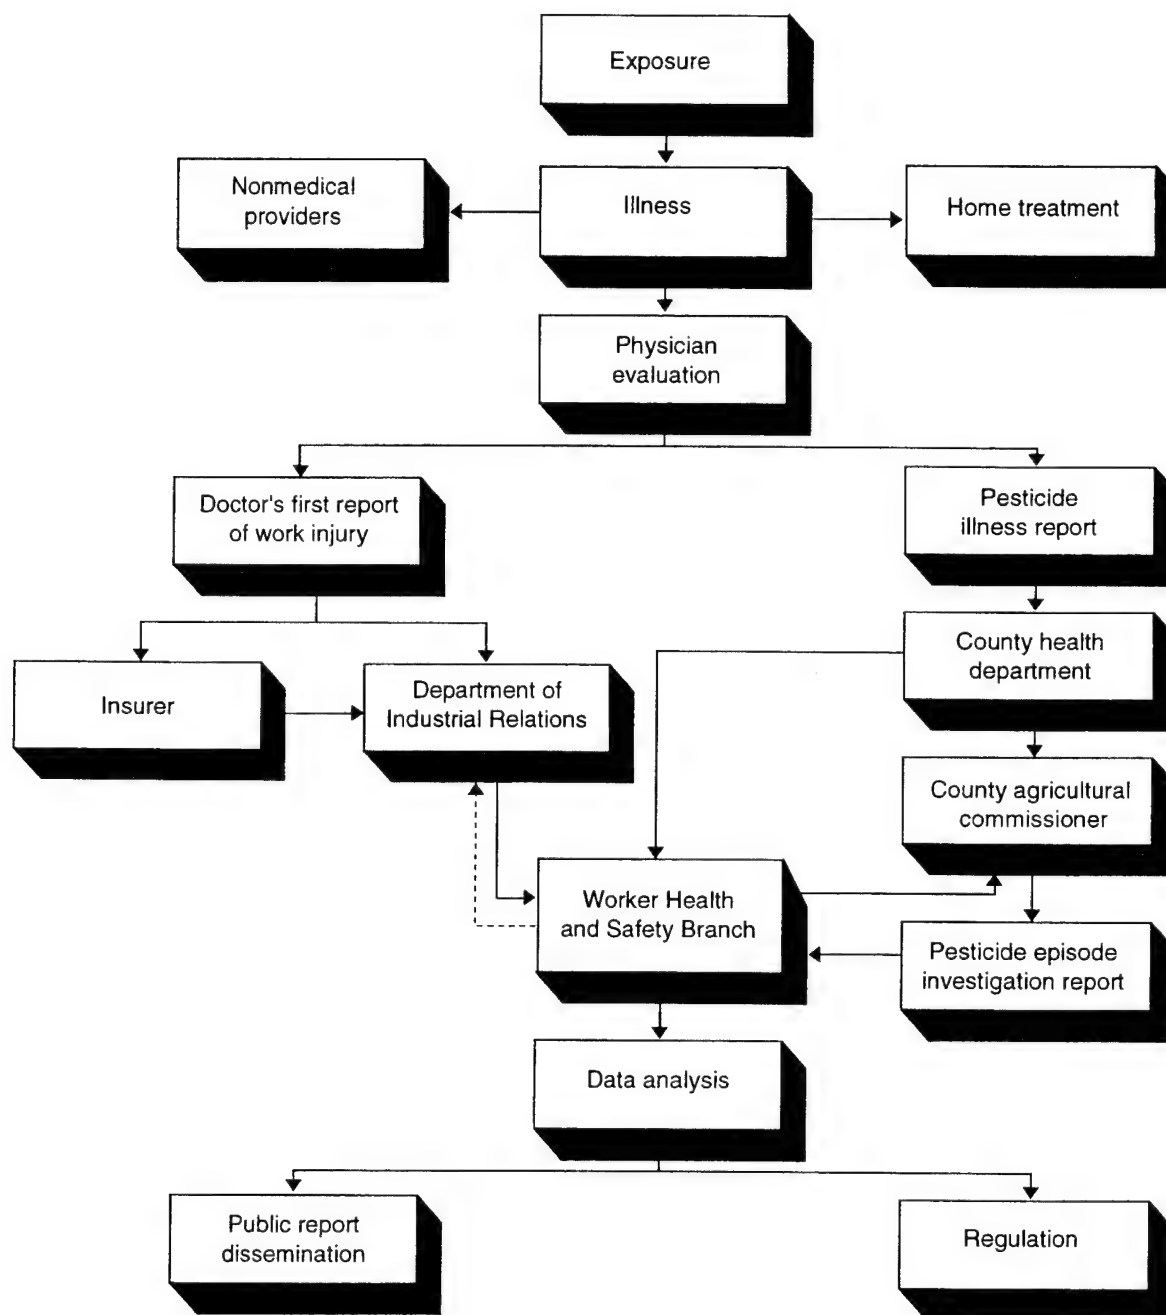 Exposure
Nonmedical
providers
Illness
Home treatment
Physician
evaluation
Doctor's first report
of work injury
Pesticide
illness report
County health
department
Insurer
Department of
Industrial Relations
County agricultural
commissioner
Worker Health
and Safety Branch
Pesticide episode
investigation report
Data analysis
Public report
dissemination
Regulation